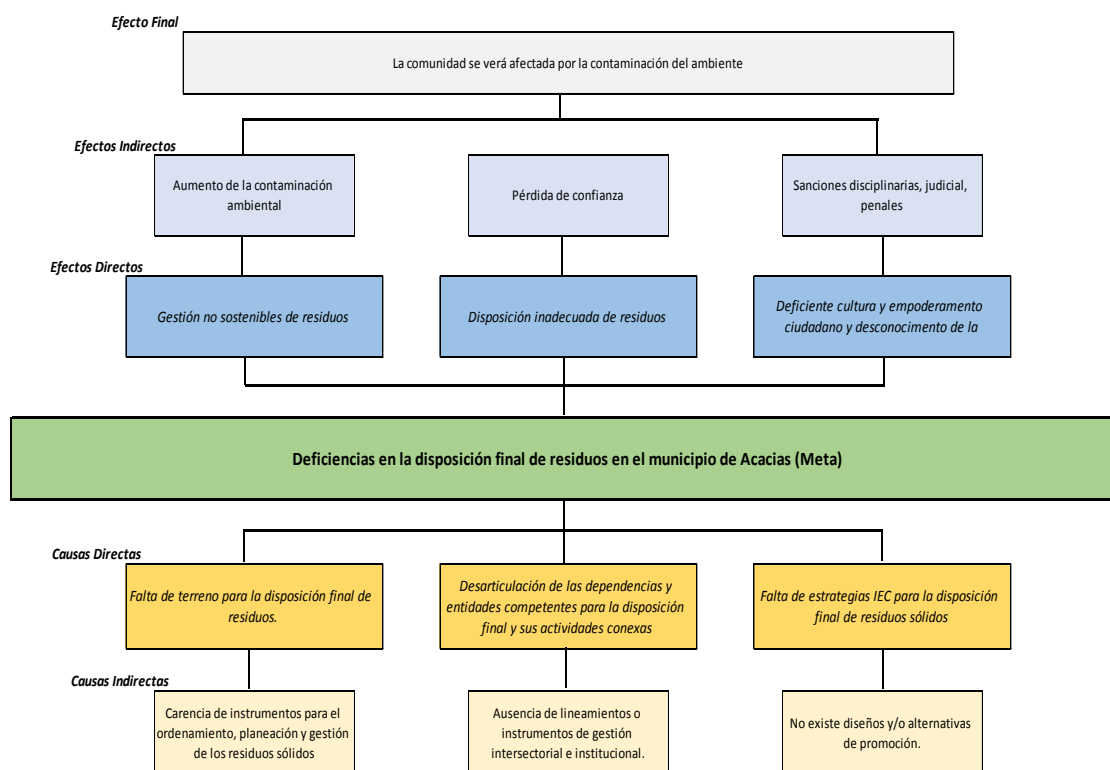 Efecto Final
La comunidad se verá afectada por la contaminación del ambiente
Efectos Indirectos
Aumento de la contaminación
ambiental
Pérdida de confianza
Sanciones disciplinarias, judicial,
penales
Efectos Directos
Gestión no sostenibles de residuos
Disposición inadecuada de residuos
Deficiente cultura y empoderamento
ciudadano y desconocimento de la
Deficiencias en la disposición final de residuos en el municipio de Acacias (Meta)
Causas Directas
Falta de terreno para la disposición final de
residuos.
Desarticulación de las dependencias y
entidades competentes para la disposición
final y sus actividades conexas
Falta de estrategias IEC para la disposición
final de residuos sólidos
Causas Indirectas
Carencia de instrumentos para el
ordenamiento, planeación y gestión
de los residuos sólidos
Ausencia de lineamientos o
instrumentos de gestión
intersectorial e institucional.
No existe diseños y/o alternativas
de promoción.